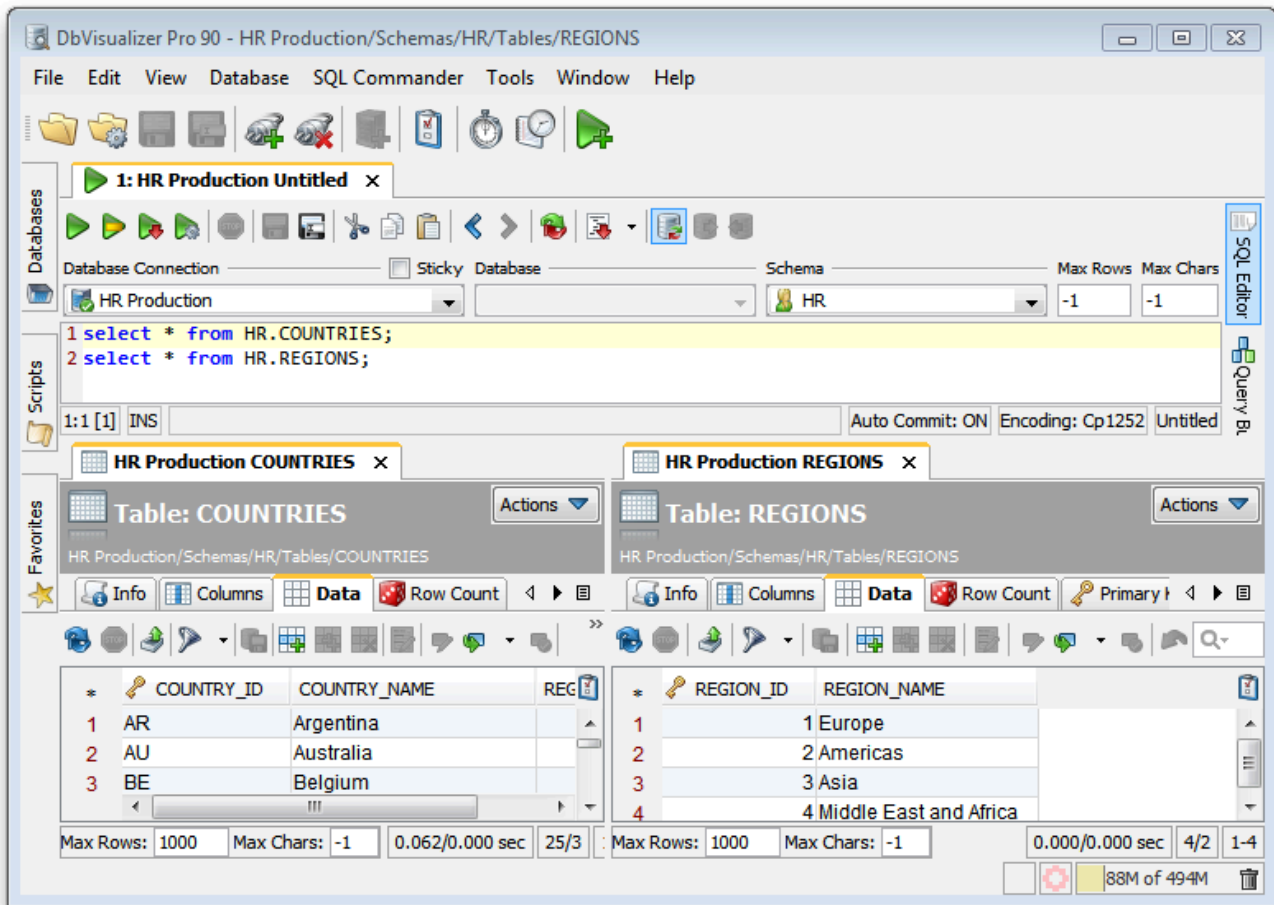 DbVisualizer Pro 90 - HR Production/Schemas/HR/Tables/REGIONS
File Edit View Database SQL Commander Tools Window Help
1: HR Production Untitled
Databases
Scripts
Favorites
Database Connection Sticky Database Schema Max Rows Max Chars
HR Production HR -1 -1
1 select * from HR.COUNTRIES;
2 select * from HR.REGIONS;
SQL Editor
Query Bu
1:1 [1] INS Auto Commit: ON Encoding: Cp1252 Untitled
HR Production COUNTRIES
Table: COUNTRIES Actions
HR Production/Schemas/HR/Tables/COUNTRIES
Info Columns Data Row Count
* COUNTRY_ID COUNTRY_NAME REG
1 AR Argentina
2 AU Australia
3 BE Belgium
Max Rows: 1000 Max Chars: -1 0.062/0.000 sec 25/3
HR Production REGIONS
Table: REGIONS Actions
HR Production/Schemas/HR/Tables/REGIONS
Info Columns Data Row Count Primary
* REGION_ID REGION_NAME
1 1 Europe
2 2 Americas
3 3 Asia
4 4 Middle East and Africa
Max Rows: 1000 Max Chars: -1 0.000/0.000 sec 4/2 1-4
88M of 494M